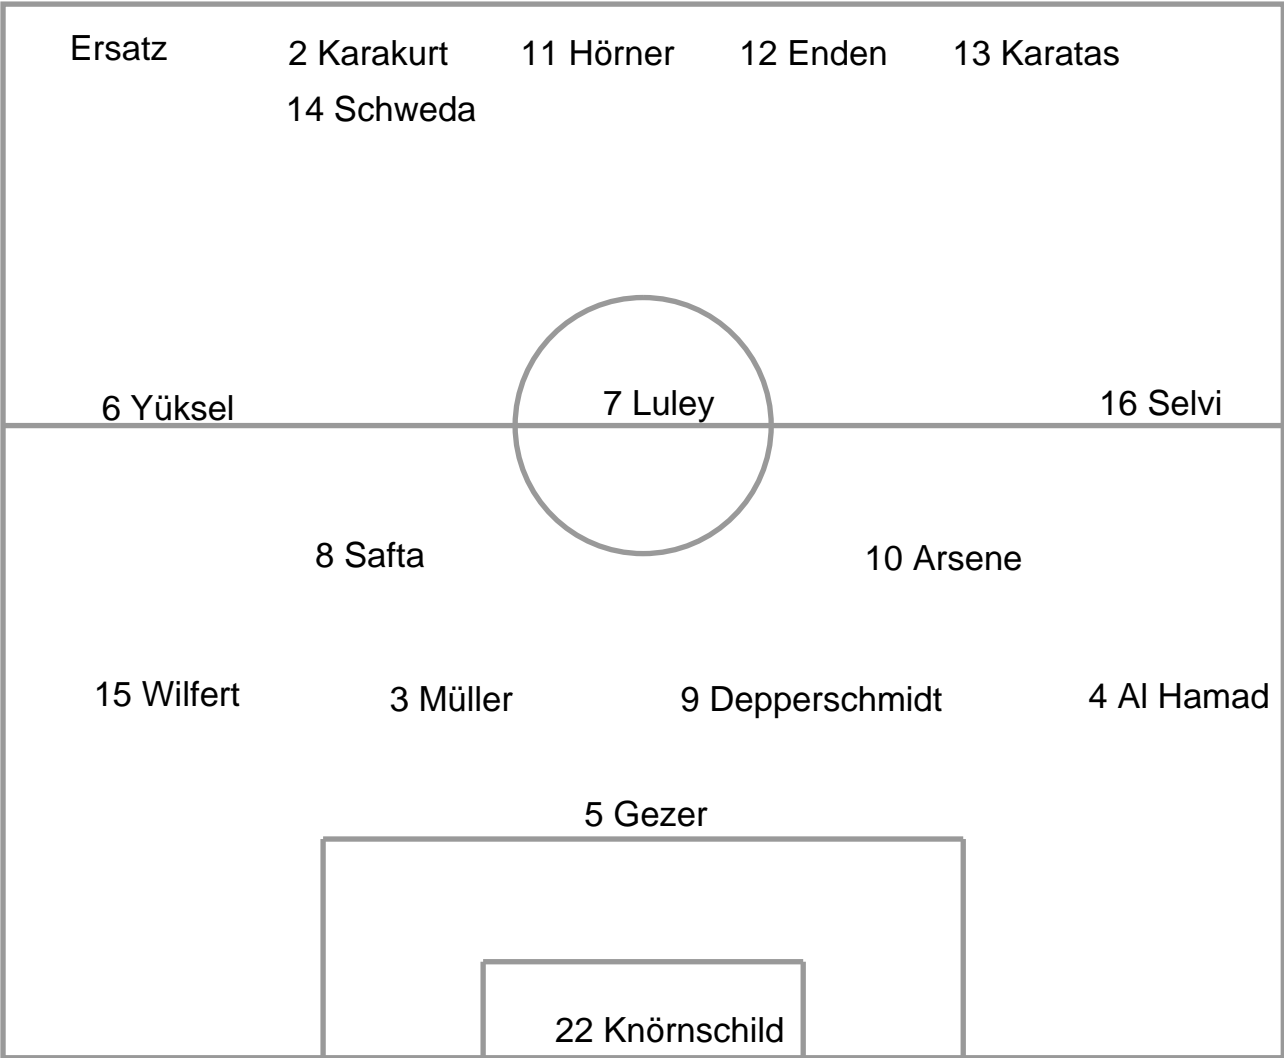 Ersatz 2 Karakurt 11 Hörner 12 Enden 13 Karatas
14 Schweda
6 Yüksel 7 Luley 16 Selvi
8 Safta 10 Arsene
15 Wilfert 3 Müller 9 Depperschmidt 4 Al Hamad
5 Gezer
22 Knörnschild